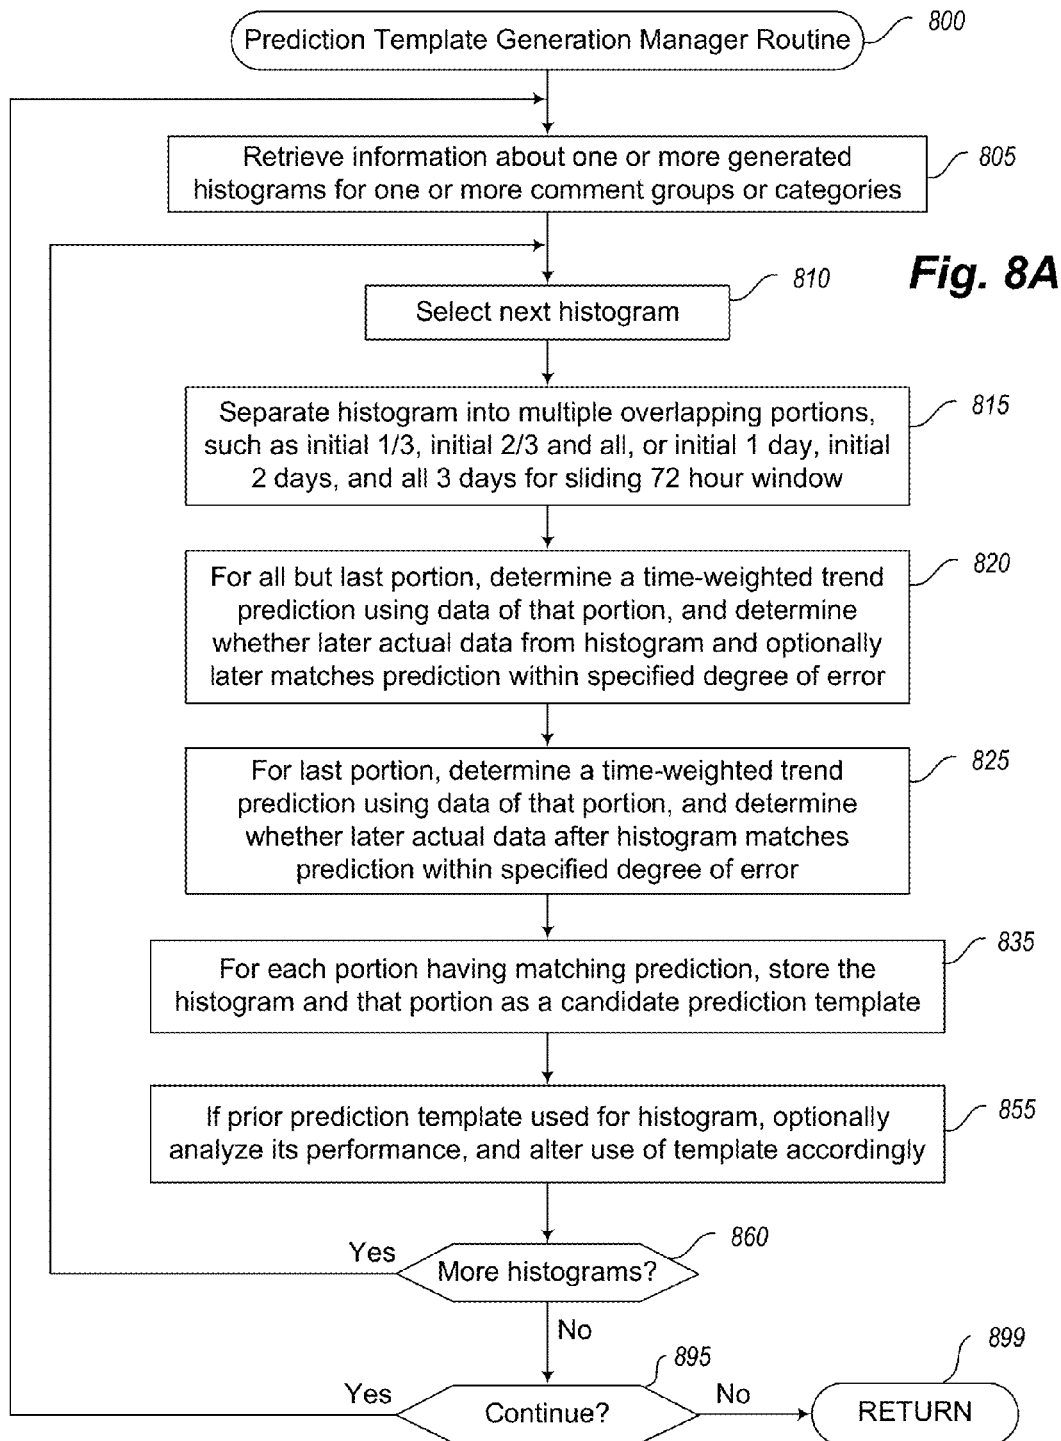 Prediction Template Generation Manager Routine
800
Retrieve information about one or more generated
histograms for one or more comment groups or categories
805
Fig. 8A
Select next histogram
810
Separate histogram into multiple overlapping portions,
such as initial 1/3, initial 2/3 and all, or initial 1 day, initial
2 days, and all 3 days for sliding 72 hour window
815
For all but last portion, determine a time-weighted trend
prediction using data of that portion, and determine
whether later actual data from histogram and optionally
later matches prediction within specified degree of error
820
For last portion, determine a time-weighted trend
prediction using data of that portion, and determine
whether later actual data after histogram matches
prediction within specified degree of error
825
For each portion having matching prediction, store the
histogram and that portion as a candidate prediction template
835
If prior prediction template used for histogram, optionally
analyze its performance, and alter use of template accordingly
855
Yes
More histograms?
860
No
Yes
Continue?
895
No
RETURN
899